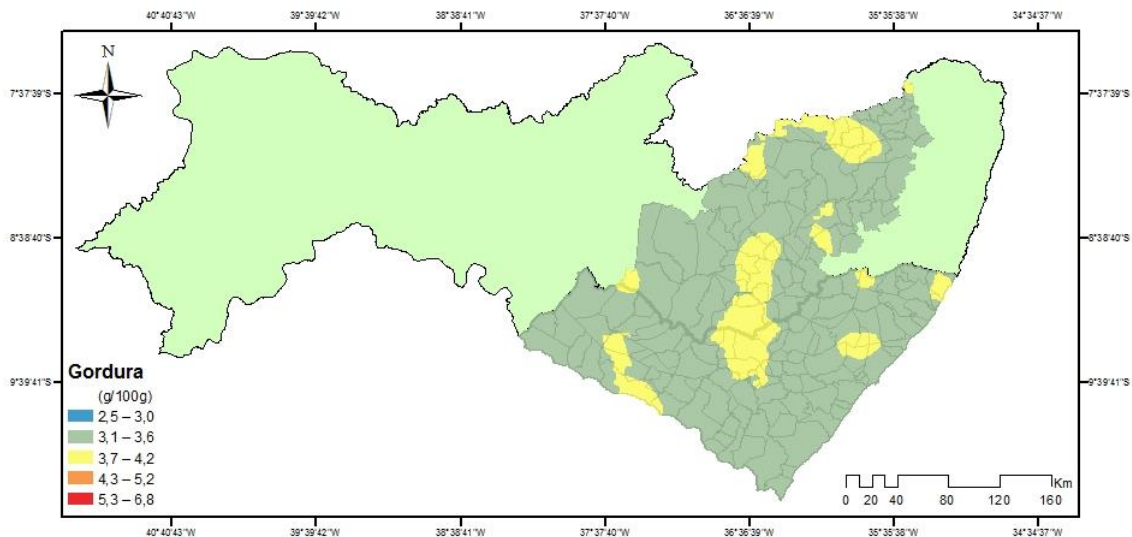 40°40'43"W 39°39'42"W 38°38'41"W 37°37'40"W 36°36'39"W 35°35'38"W 34°34'37"W
N
7°37'39"S 7°37'39"S
8°38'40"S 8°38'40"S
Gordura
(g/100g)
9°39'41"S 9°39'41"S
2,5 – 3,0
3,1 – 3,6
3,7 – 4,2
4,3 – 5,2
5,3 – 6,8
Km
0 20 40 80 120 160
40°40'43"W 39°39'42"W 38°38'41"W 37°37'40"W 36°36'39"W 35°35'38"W 34°34'37"W